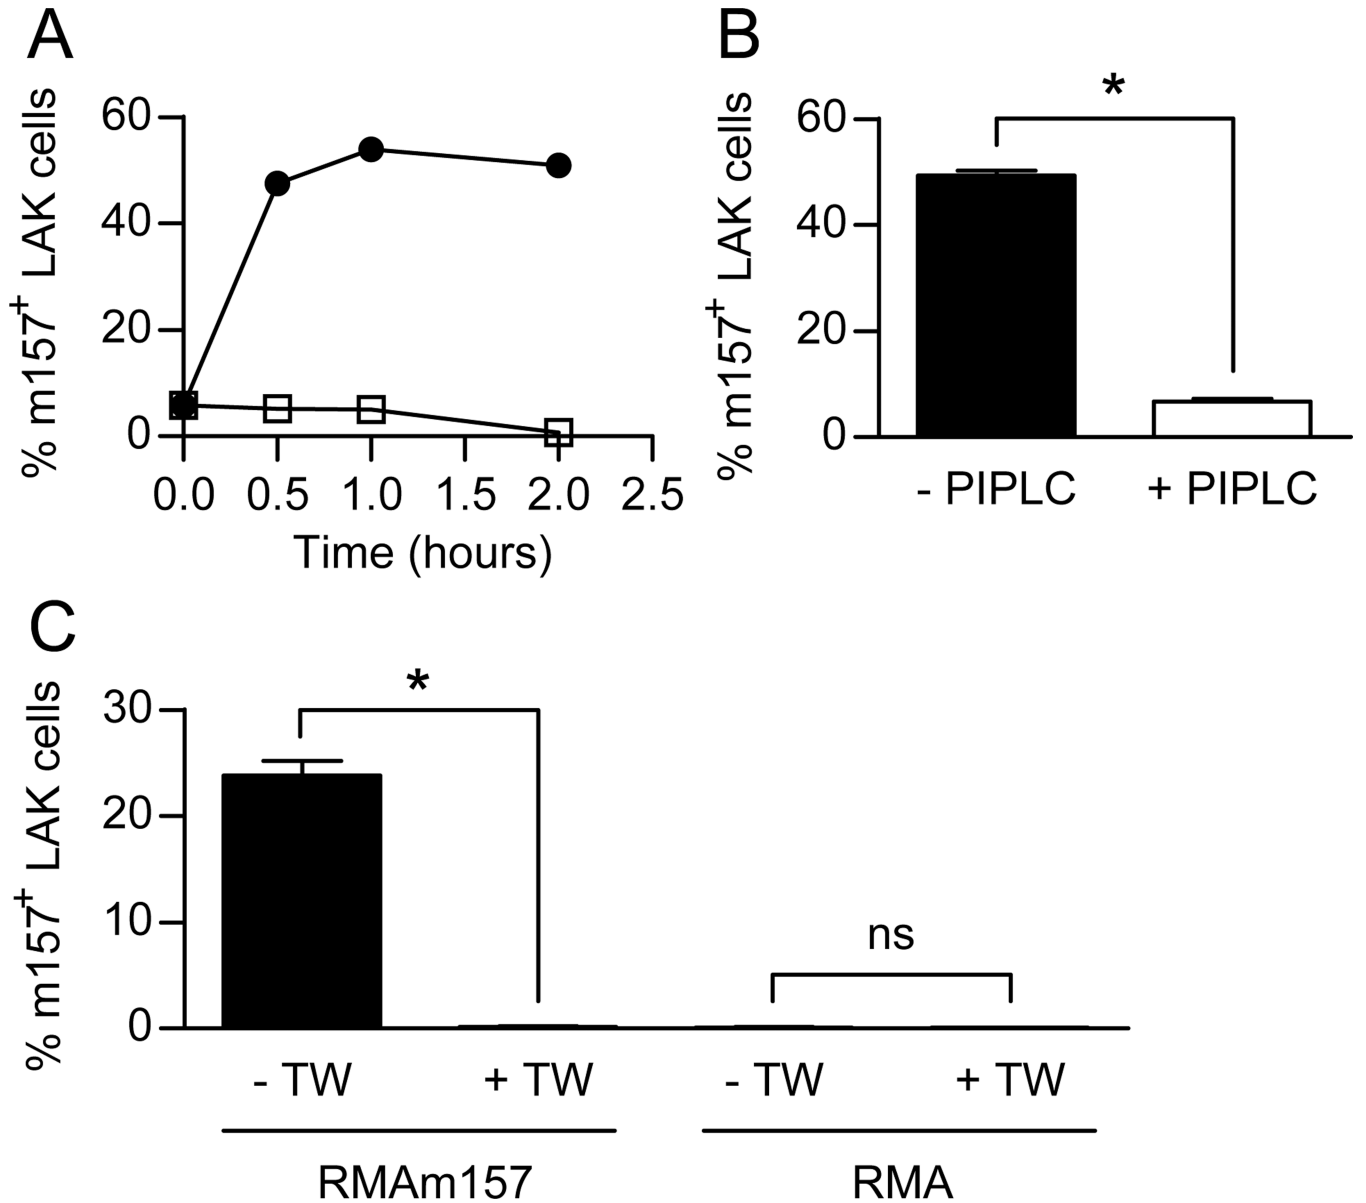 A
% m157+ LAK cells
60
40
20
0
0.0 0.5 1.0 1.5 2.0 2.5
Time (hours)
B
% m157+ LAK cells
60
40
20
0
*
- PIPLC + PIPLC
C
% m157+ LAK cells
30
20
10
0
*
ns
- TW + TW - TW + TW
RMAm157 RMA